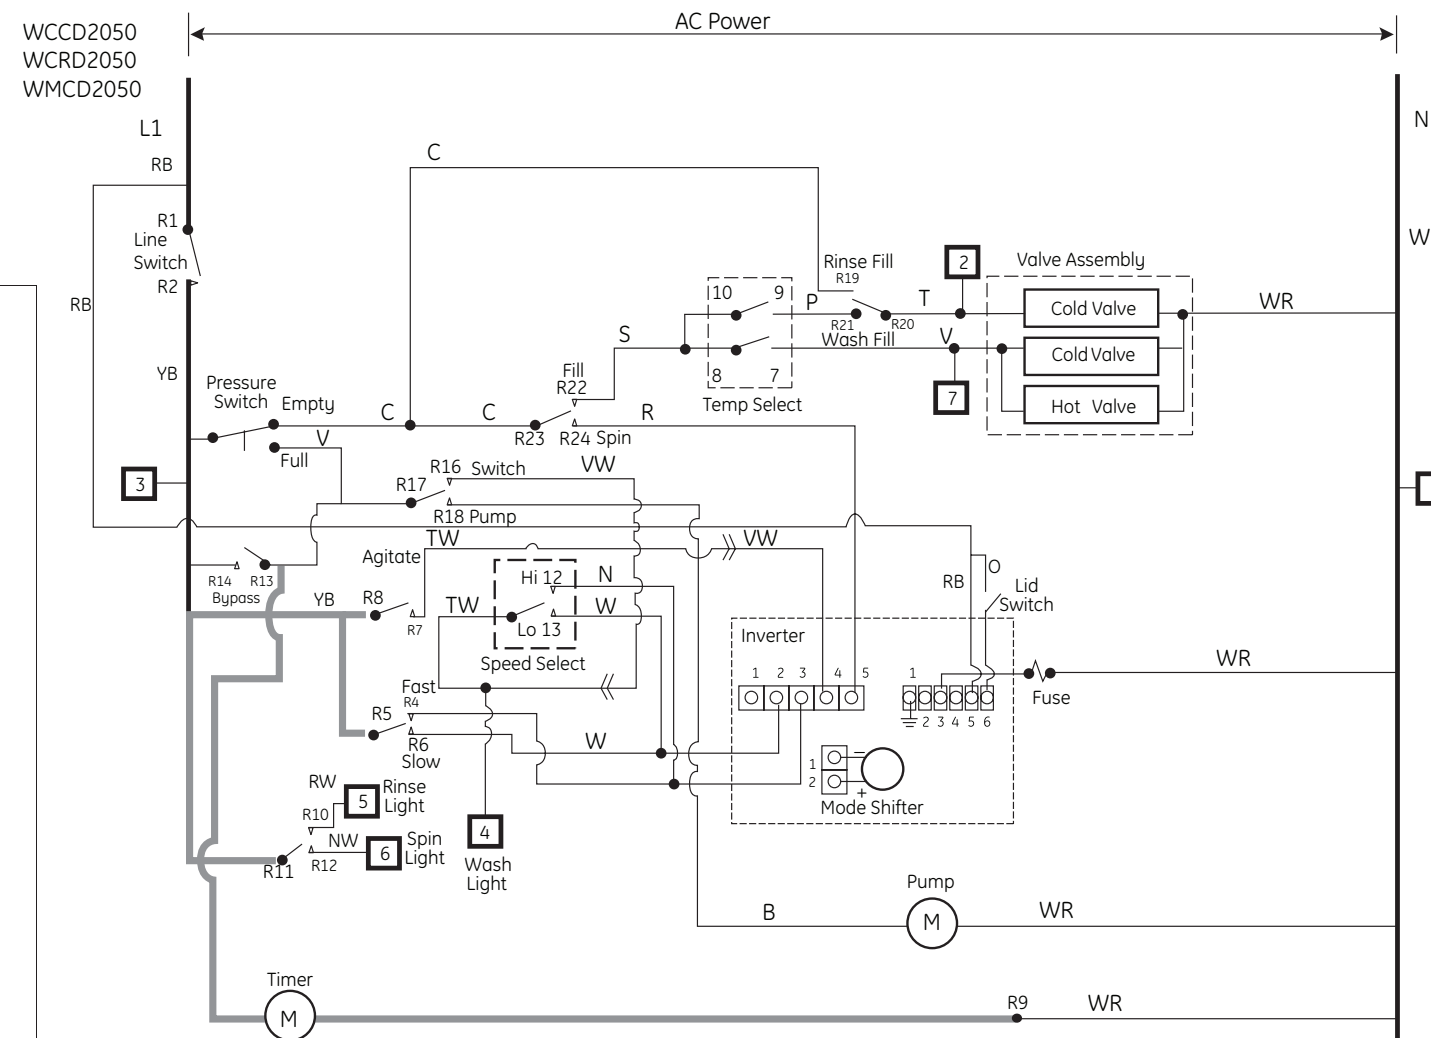 WCCD2050
WCRD2050
WMCD2050
AC Power
L1
N
RB
C
R1
Line
Switch
R2
W
RB
YB
Rinse Fill
R19
2
Valve Assembly
10
9
P
T
Cold Valve
WR
R21
R20
Wash Fill
S
V
Cold Valve
8
7
7
Hot Valve
Temp Select
Pressure
Switch
Empty
V
Full
C
C
Fill
R22
R23
R24 Spin
R
3
R16
Switch
VW
R17
R18 Pump
TW
VW
Agitate
R14
R13
Bypass
YB
R8
R7
Hi 12
N
TW
W
Lo 13
Speed Select
O
RB
Lid
Switch
Inverter
1
2
3
4
5
1
2
3
4
5
6
WR
Fuse
Fast
R4
R5
R6
Slow
W
1
2
–
+
Mode Shifter
RW
R10
5
Rinse
Light
NW
R11
R12
6
Spin
Light
4
Wash
Light
Pump
B
M
WR
Timer
M
R9
WR